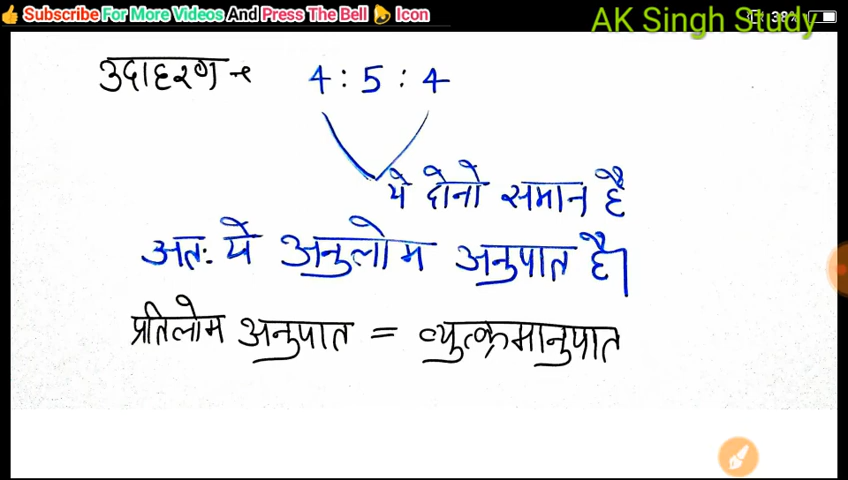 👍 Subscribe For More Videos And Press The Bell 🔔 Icon
AK Singh Study
38%
उदाहरण → 4 : 5 : 4
ये दोनो समान है
अतः ये अनुलोम अनुपात है।
प्रतिलोम अनुपात = व्युत्क्रमानुपात